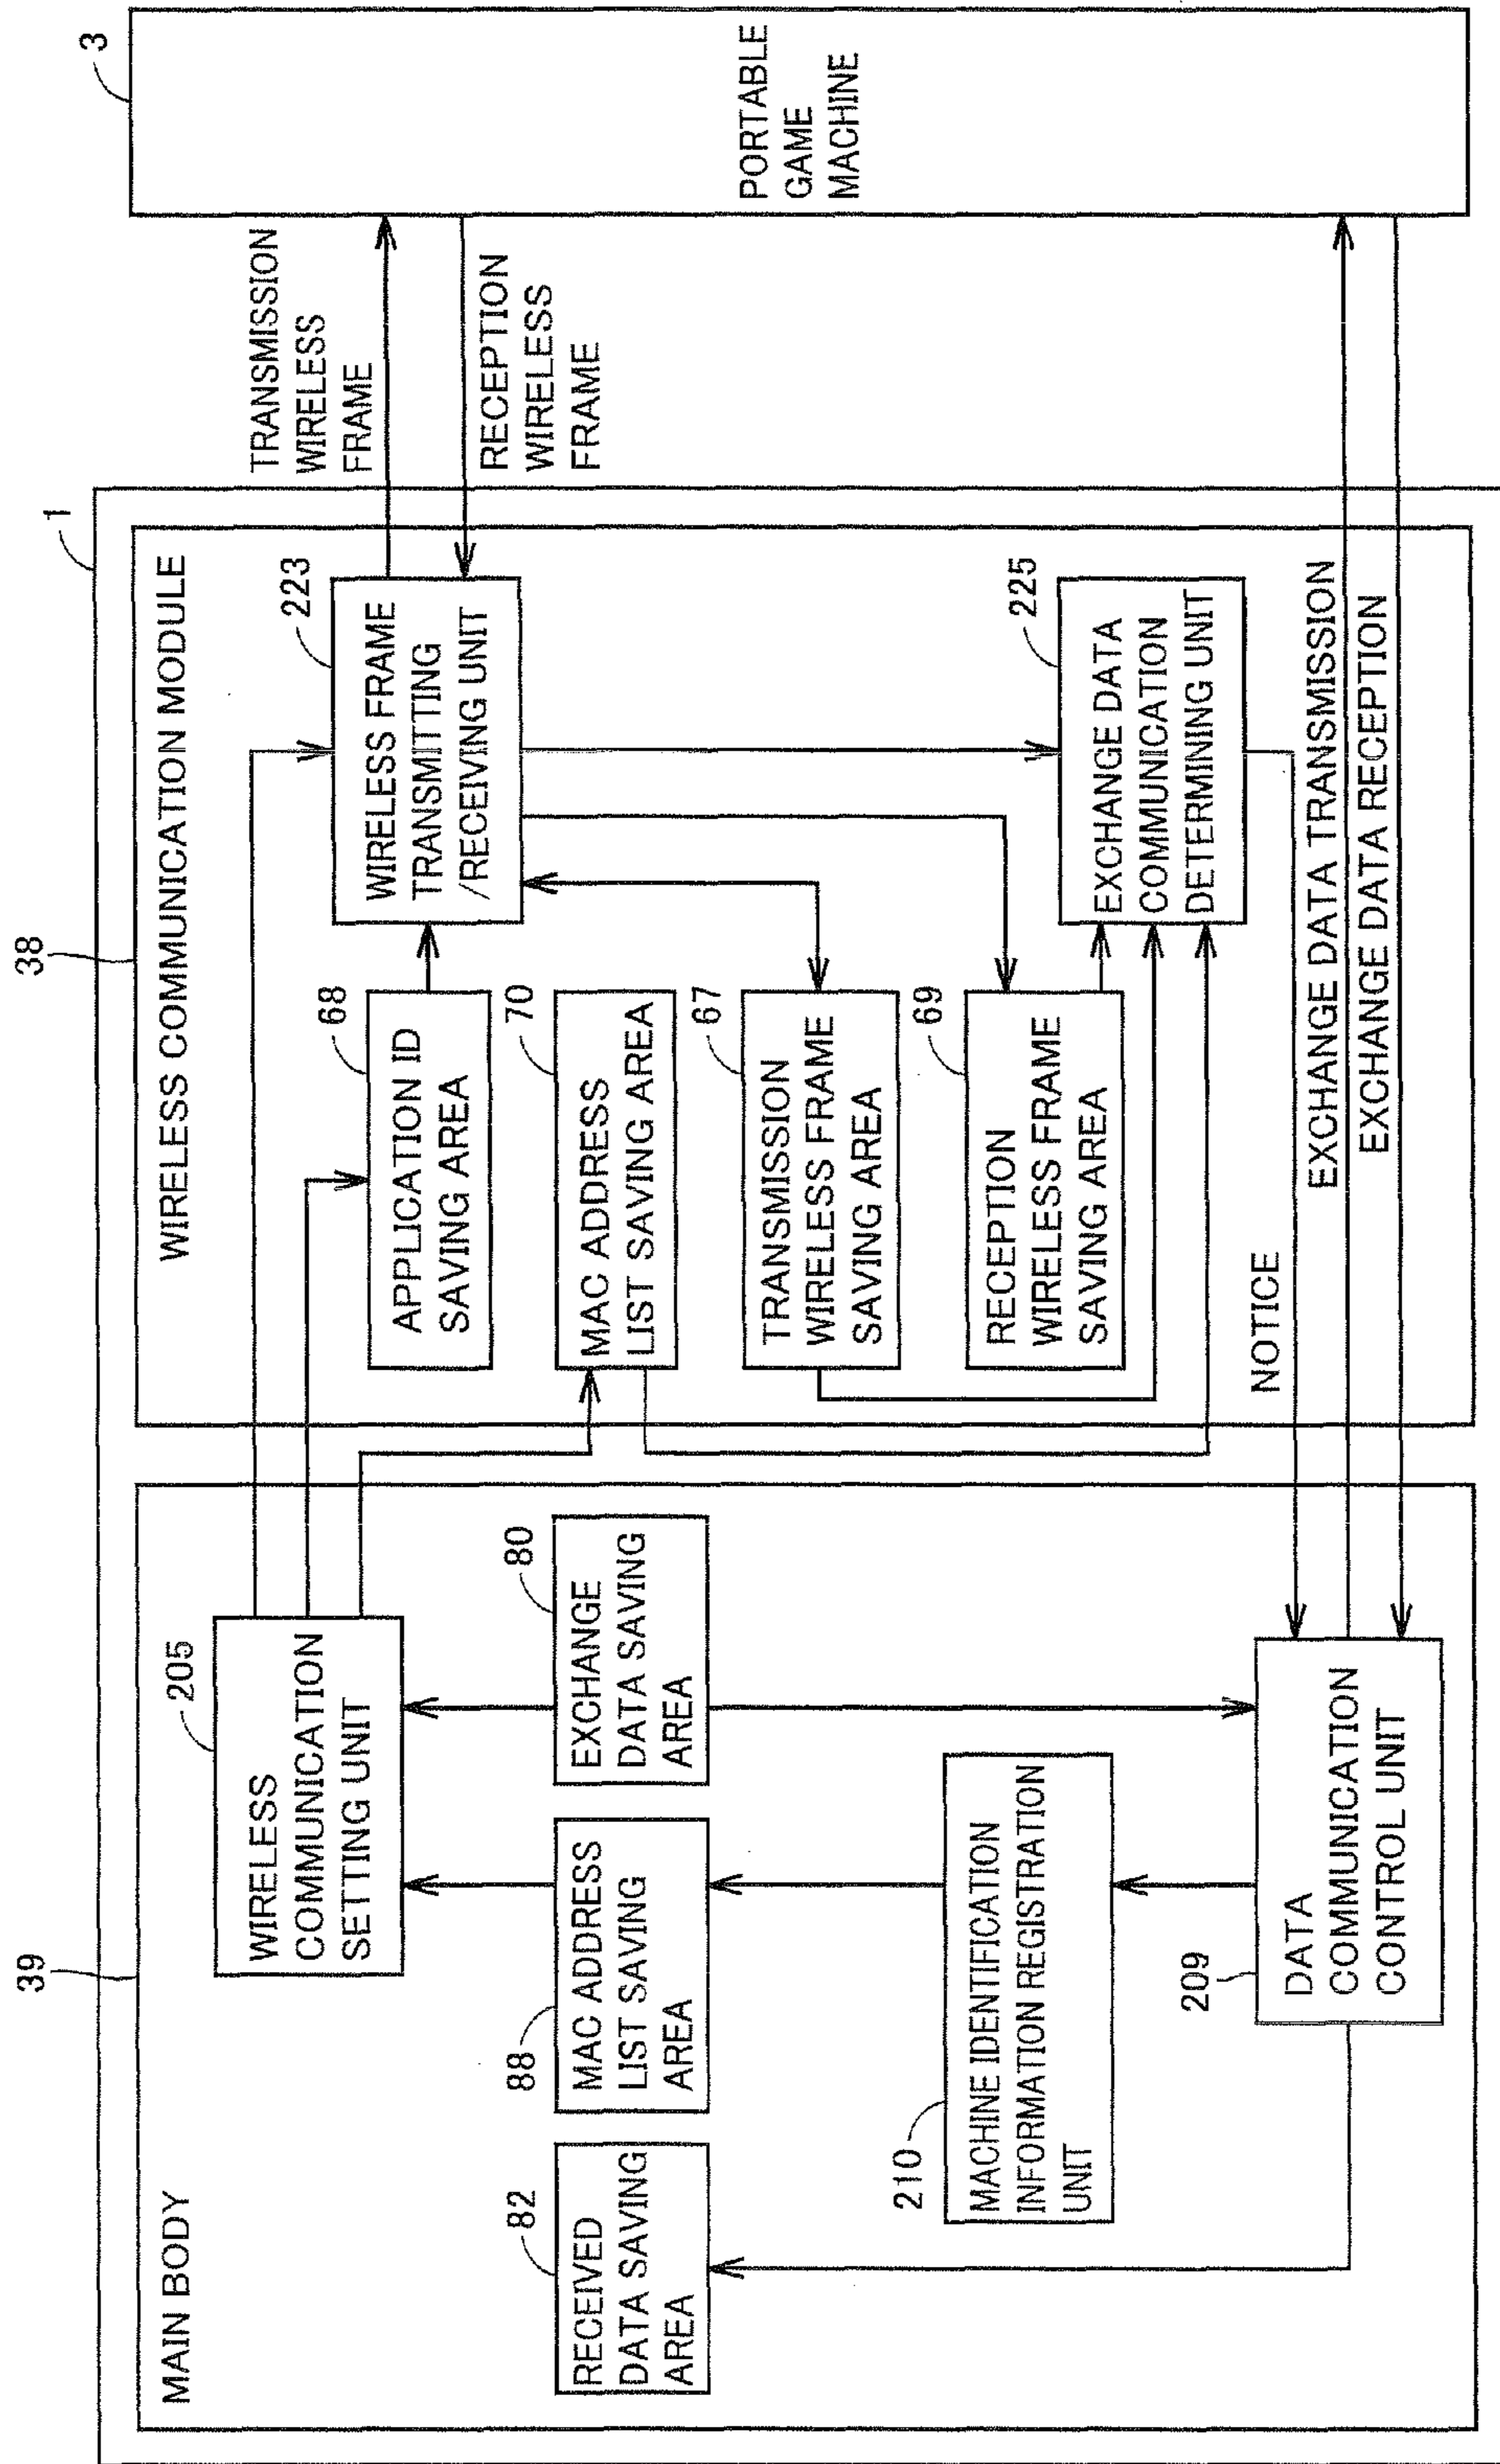 3
PORTABLE
GAME
MACHINE
TRANSMISSION
WIRELESS
FRAME
RECEPTION
WIRELESS
FRAME
1
38
WIRELESS COMMUNICATION MODULE
223
WIRELESS FRAME
TRANSMITTING
/RECEIVING UNIT
68
APPLICATION ID
SAVING AREA
70
MAC ADDRESS
LIST SAVING AREA
67
TRANSMISSION
WIRELESS FRAME
SAVING AREA
69
RECEPTION
WIRELESS FRAME
SAVING AREA
225
EXCHANGE DATA
COMMUNICATION
DETERMINING UNIT
NOTICE
EXCHANGE DATA TRANSMISSION
EXCHANGE DATA RECEPTION
39
MAIN BODY
205
WIRELESS
COMMUNICATION
SETTING UNIT
82
RECEIVED
DATA SAVING
AREA
88
MAC ADDRESS
LIST SAVING
AREA
80
EXCHANGE
DATA SAVING
AREA
210
MACHINE IDENTIFICATION
INFORMATION REGISTRATION
UNIT
209
DATA
COMMUNICATION
CONTROL UNIT